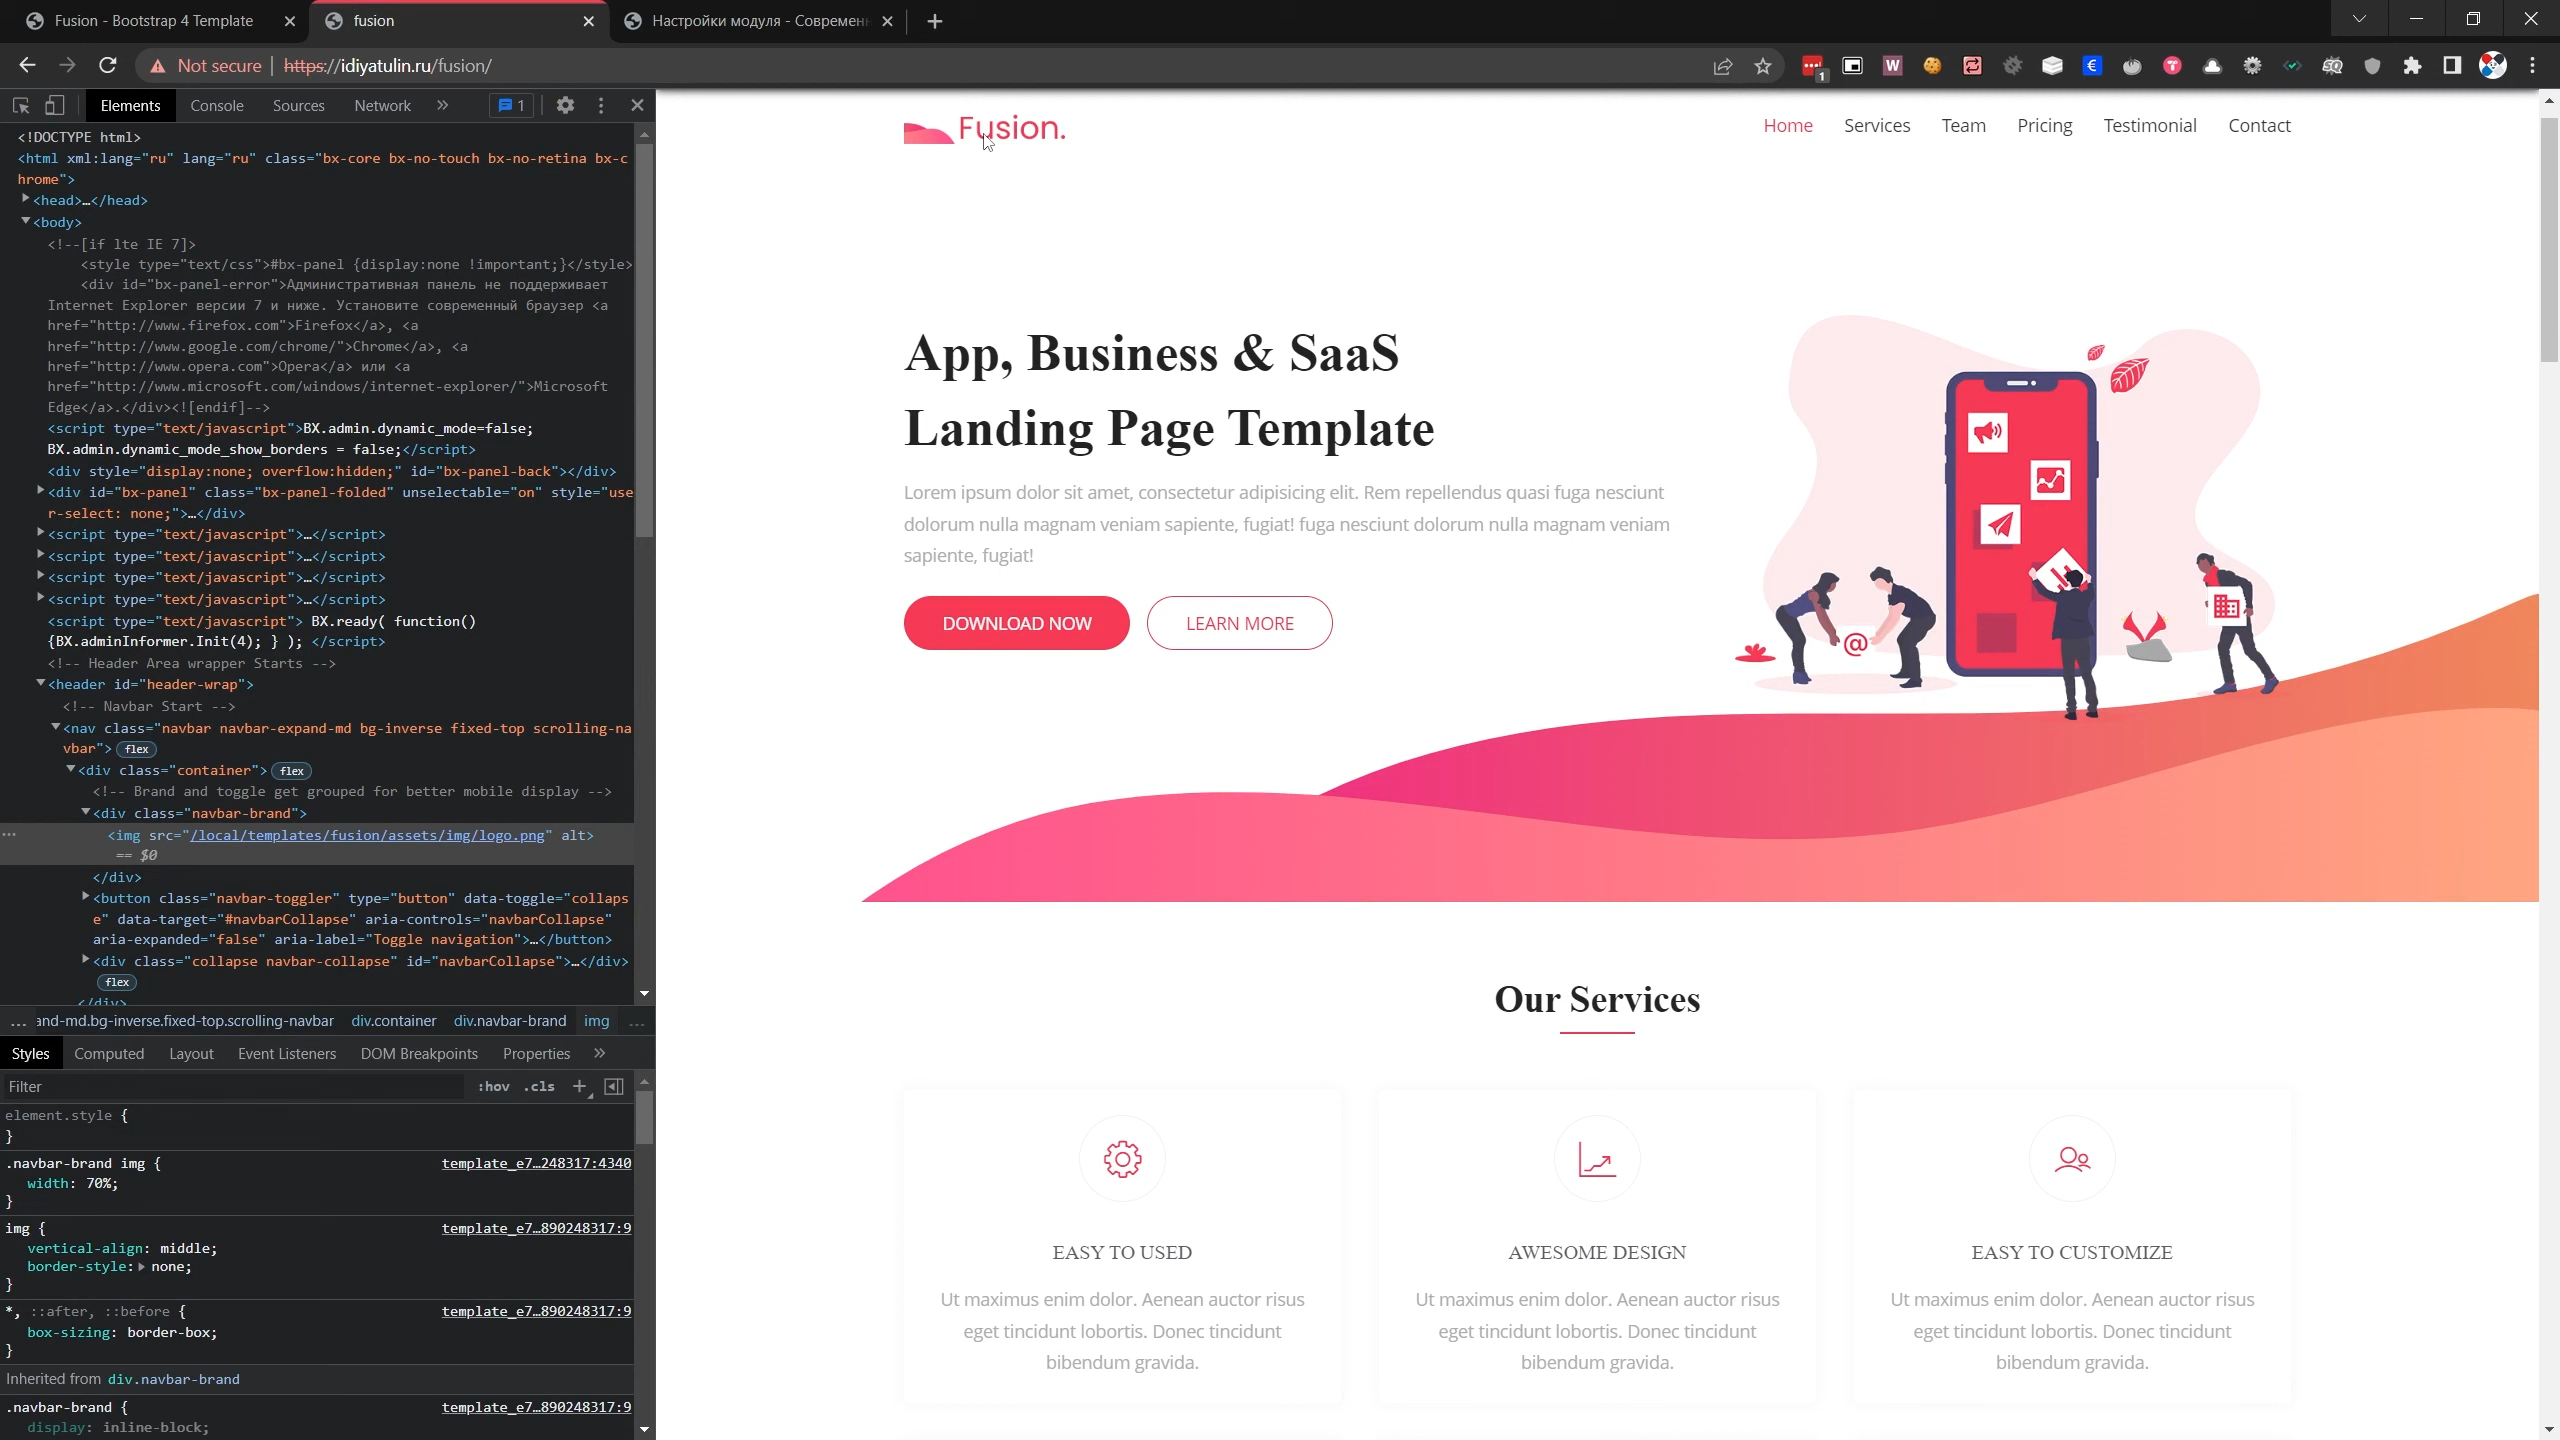 Fusion - Bootstrap 4 Template
fusion
Настройки модуля - Современн
Not secure | https://idiyatulin.ru/fusion/
Elements Console Sources Network 1
<!DOCTYPE html>
<html xml:lang="ru" lang="ru" class="bx-core bx-no-touch bx-no-retina bx-c
hrome">
<head>…</head>
<body>
<!--[if lte IE 7]>
<style type="text/css">#bx-panel {display:none !important;}</style>
<div id="bx-panel-error">Административная панель не поддерживает
Internet Explorer версии 7 и ниже. Установите современный браузер <a
href="http://www.firefox.com">Firefox</a>, <a
href="http://www.google.com/chrome/">Chrome</a>, <a
href="http://www.opera.com">Opera</a> или <a
href="http://www.microsoft.com/windows/internet-explorer/">Microsoft
Edge</a>.</div><![endif]-->
<script type="text/javascript">BX.admin.dynamic_mode=false;
BX.admin.dynamic_mode_show_borders = false;</script>
<div style="display:none; overflow:hidden;" id="bx-panel-back"></div>
<div id="bx-panel" class="bx-panel-folded" unselectable="on" style="use
r-select: none;">…</div>
<script type="text/javascript">…</script>
<script type="text/javascript">…</script>
<script type="text/javascript">…</script>
<script type="text/javascript">…</script>
<script type="text/javascript"> BX.ready( function()
{BX.adminInformer.Init(4); } ); </script>
<!-- Header Area wrapper Starts -->
<header id="header-wrap">
<!-- Navbar Start -->
<nav class="navbar navbar-expand-md bg-inverse fixed-top scrolling-na
vbar"> flex
<div class="container"> flex
<!-- Brand and toggle get grouped for better mobile display -->
<div class="navbar-brand">
<img src="/local/templates/fusion/assets/img/logo.png" alt>
== $0
</div>
<button class="navbar-toggler" type="button" data-toggle="collaps
e" data-target="#navbarCollapse" aria-controls="navbarCollapse"
aria-expanded="false" aria-label="Toggle navigation">…</button>
<div class="collapse navbar-collapse" id="navbarCollapse">…</div>
flex
</div>
… and-md.bg-inverse.fixed-top.scrolling-navbar div.container div.navbar-brand img …
Styles Computed Layout Event Listeners DOM Breakpoints Properties
Filter :hov .cls
element.style {
}
.navbar-brand img { template_e7…248317:4340
width: 70%;
}
img { template_e7…890248317:9
vertical-align: middle;
border-style: none;
}
*, ::after, ::before { template_e7…890248317:9
box-sizing: border-box;
}
Inherited from div.navbar-brand
.navbar-brand { template_e7…890248317:9
display: inline-block;
Fusion.
Home Services Team Pricing Testimonial Contact
App, Business & SaaS
Landing Page Template
Lorem ipsum dolor sit amet, consectetur adipisicing elit. Rem repellendus quasi fuga nesciunt
dolorum nulla magnam veniam sapiente, fugiat! fuga nesciunt dolorum nulla magnam veniam
sapiente, fugiat!
DOWNLOAD NOW
LEARN MORE
@
Our Services
EASY TO USED
Ut maximus enim dolor. Aenean auctor risus
eget tincidunt lobortis. Donec tincidunt
bibendum gravida.
AWESOME DESIGN
Ut maximus enim dolor. Aenean auctor risus
eget tincidunt lobortis. Donec tincidunt
bibendum gravida.
EASY TO CUSTOMIZE
Ut maximus enim dolor. Aenean auctor risus
eget tincidunt lobortis. Donec tincidunt
bibendum gravida.